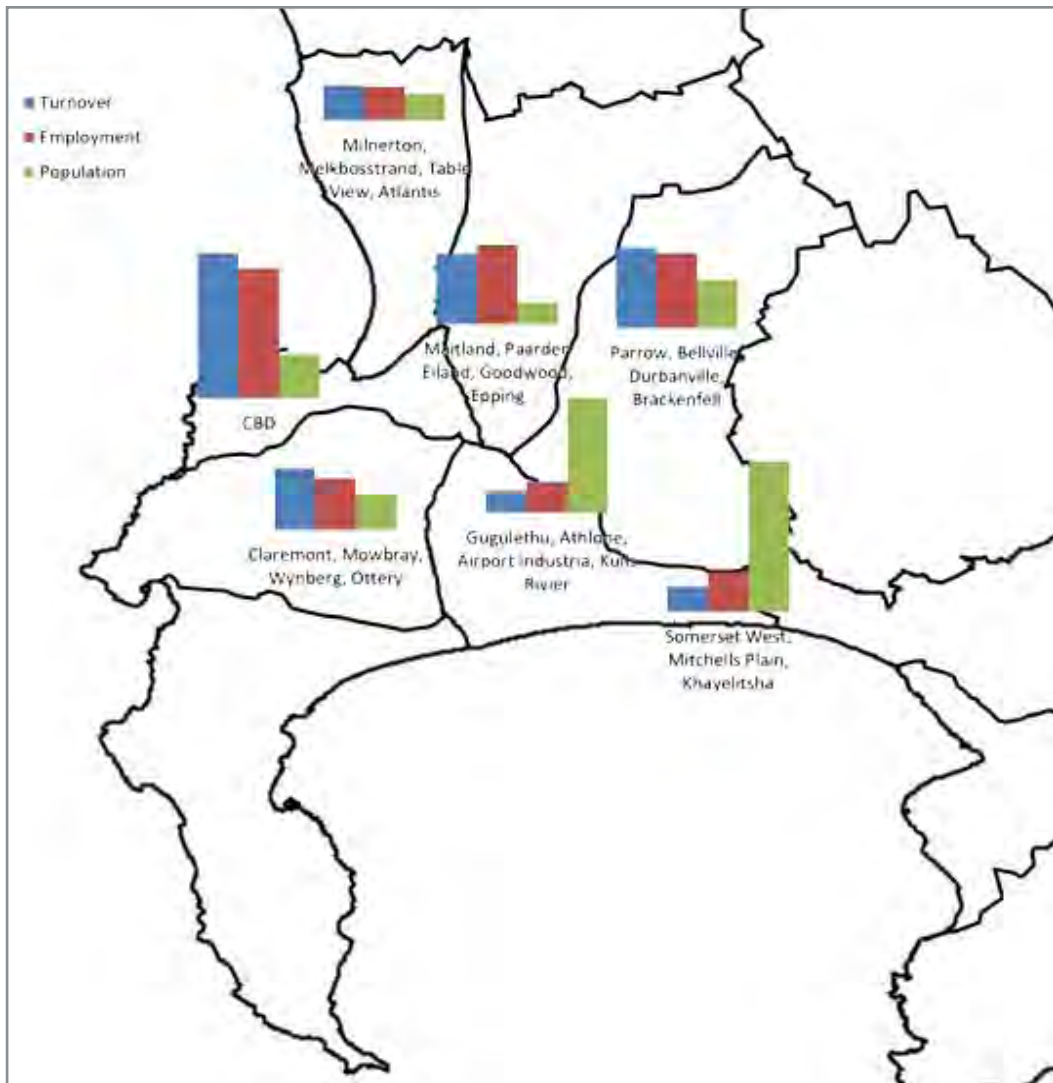 Turnover
Employment
Population
Milnerton,
Melkbosstrand, Table
View, Atlantis
Maitland, Paarden
Eiland, Goodwood,
Epping
Parrow, Bellville,
Durbanville,
Brackenfell
CBD
Claremont, Mowbray,
Wynberg, Ottery
Gugulethu, Athlone,
Airport Industria, Kuils
Rivier
Somerset West,
Mitchells Plain,
Khayelitsha